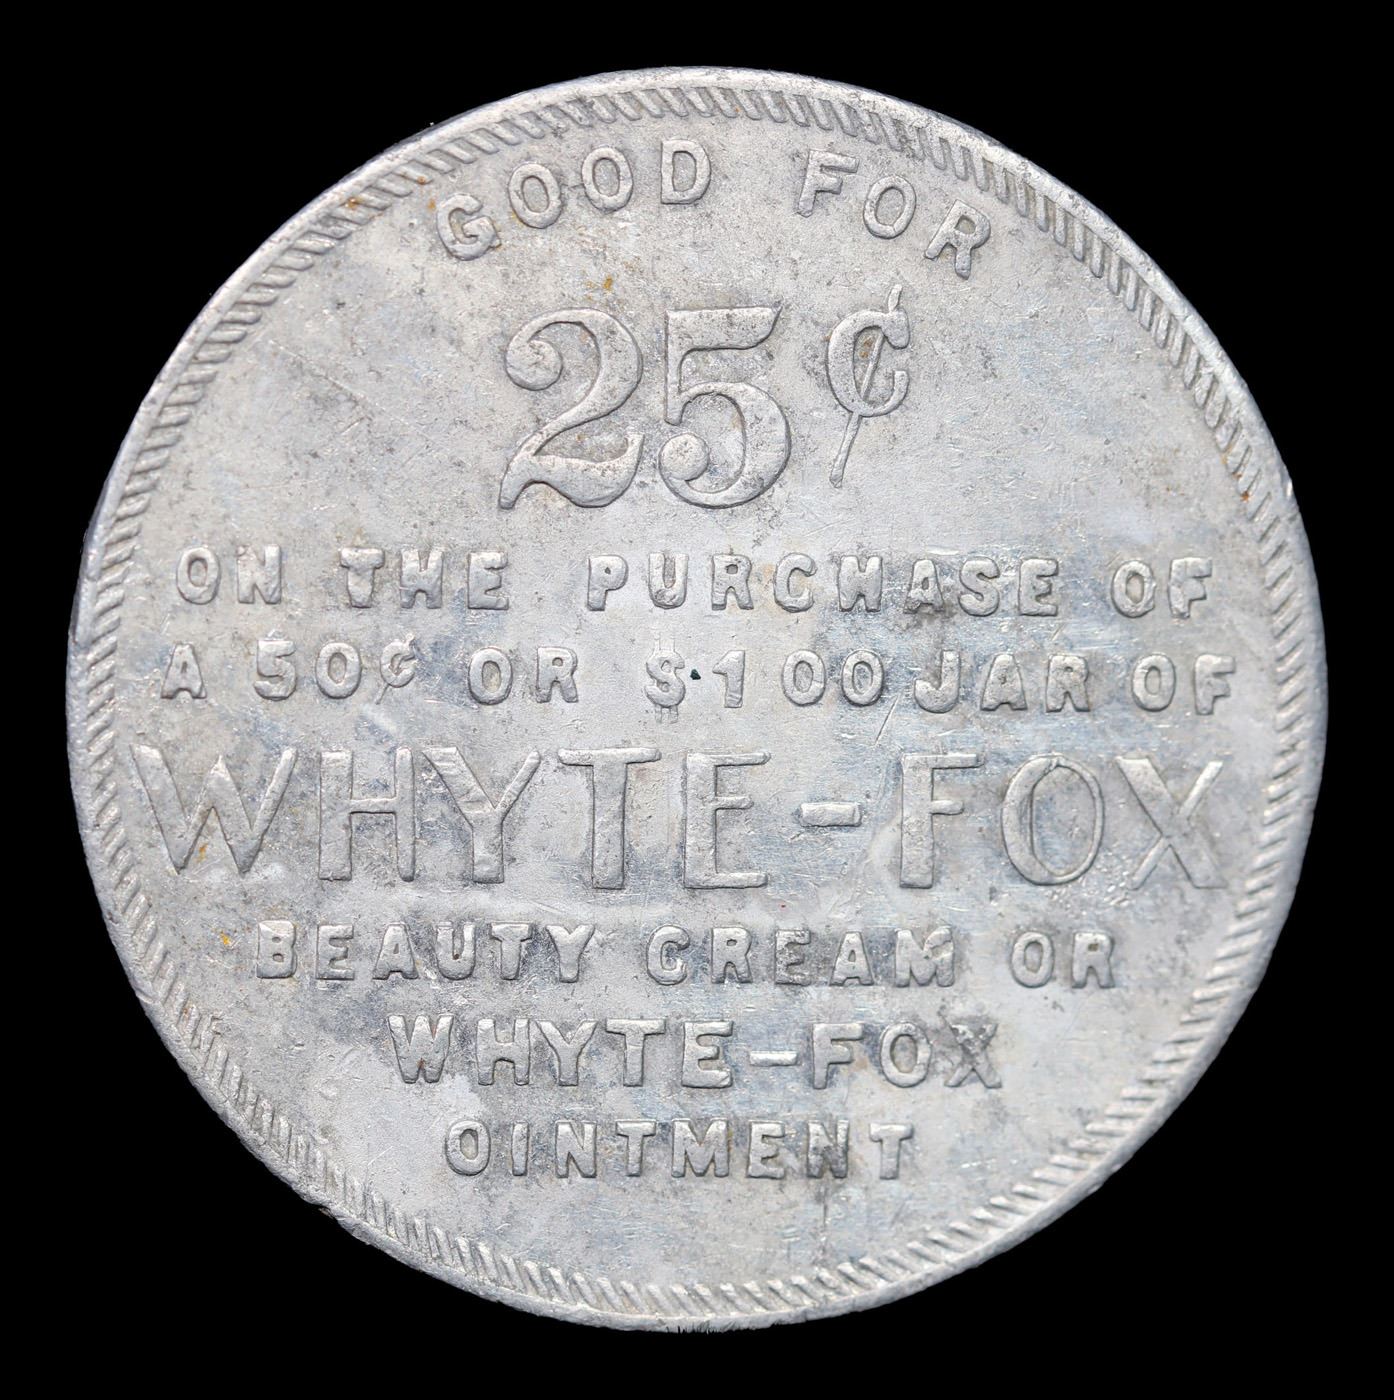 GOOD FOR
25¢
ON THE PURCHASE OF
A 50¢ OR $1 00 JAR OF
WHYTE-FOX
BEAUTY CREAM OR
WHYTE-FOX
OINTMENT